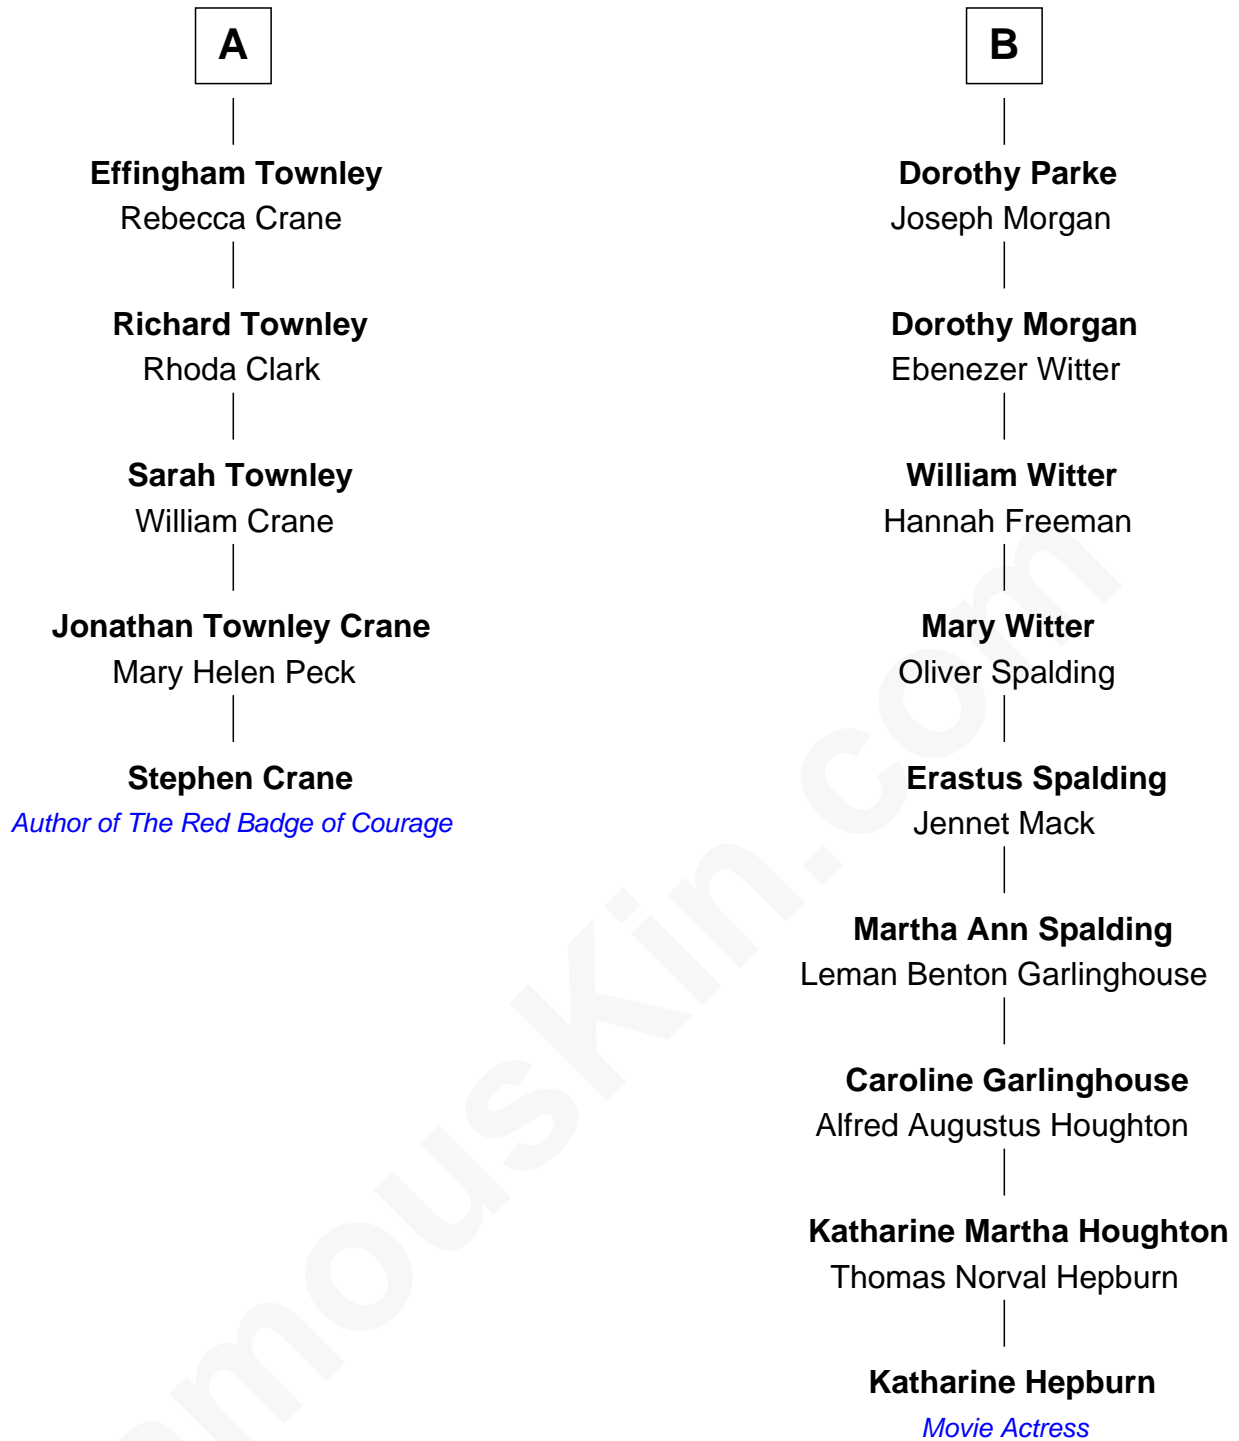 A
Effingham Townley
Rebecca Crane
Richard Townley
Rhoda Clark
Sarah Townley
William Crane
Jonathan Townley Crane
Mary Helen Peck
Stephen Crane
Author of The Red Badge of Courage
B
Dorothy Parke
Joseph Morgan
Dorothy Morgan
Ebenezer Witter
William Witter
Hannah Freeman
Mary Witter
Oliver Spalding
Erastus Spalding
Jennet Mack
Martha Ann Spalding
Leman Benton Garlinghouse
Caroline Garlinghouse
Alfred Augustus Houghton
Katharine Martha Houghton
Thomas Norval Hepburn
Katharine Hepburn
Movie Actress
amouskin.com